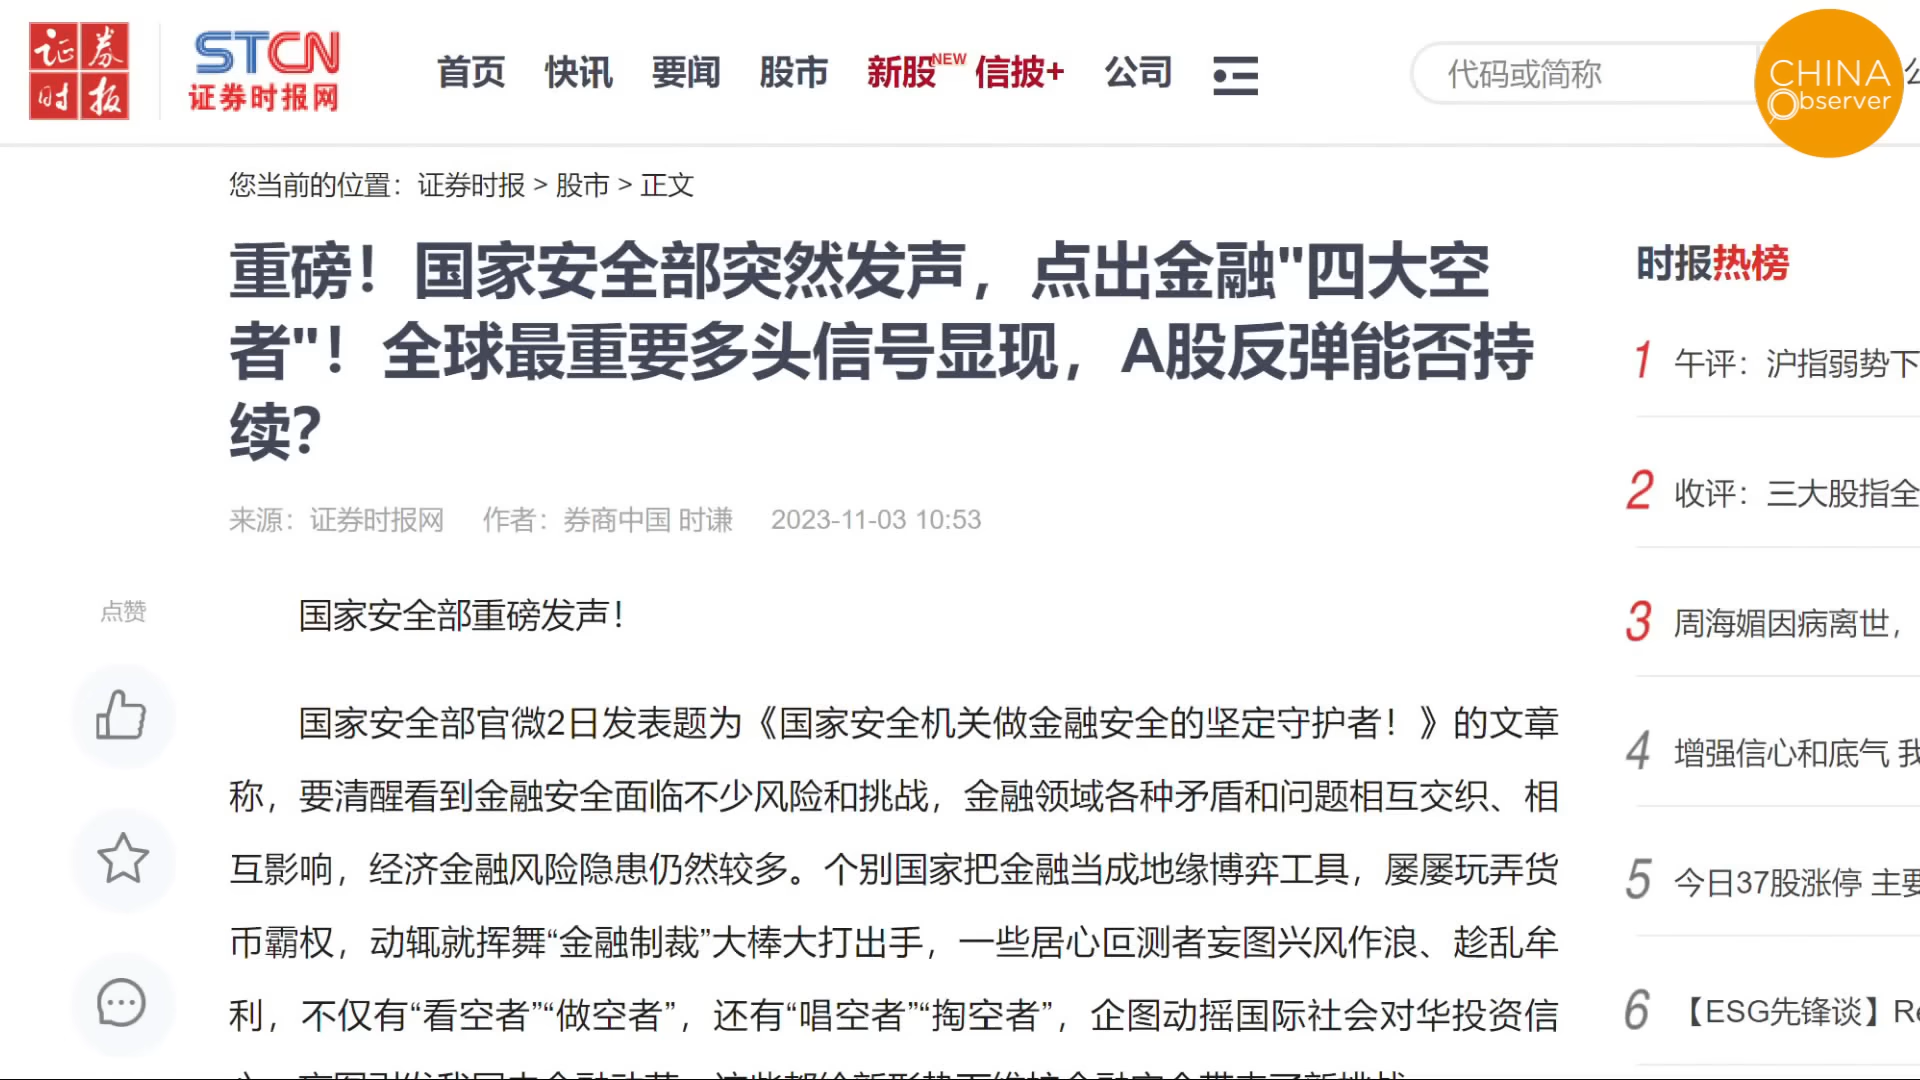 证券时报
STCN
证券时报网
首页 快讯 要闻 股市 新股NEW 信披+ 公司
代码或简称
CHINA
Observer
您当前的位置：证券时报 > 股市 > 正文
重磅！国家安全部突然发声，点出金融"四大空
者"！全球最重要多头信号显现，A股反弹能否持
续？
来源：证券时报网 作者：券商中国 时谦 2023-11-03 10:53
点赞
国家安全部重磅发声！
国家安全部官微2日发表题为《国家安全机关做金融安全的坚定守护者！》的文章
称，要清醒看到金融安全面临不少风险和挑战，金融领域各种矛盾和问题相互交织、相
互影响，经济金融风险隐患仍然较多。个别国家把金融当成地缘博弈工具，屡屡玩弄货
币霸权，动辄就挥舞“金融制裁”大棒大打出手，一些居心叵测者妄图兴风作浪、趁乱牟
利，不仅有“看空者”“做空者”，还有“唱空者”“掏空者”，企图动摇国际社会对华投资信
时报热榜
1 午评：沪指弱势下
2 收评：三大股指全
3 周海媚因病离世，
4 增强信心和底气 我
5 今日37股涨停 主要
6 【ESG先锋谈】Re